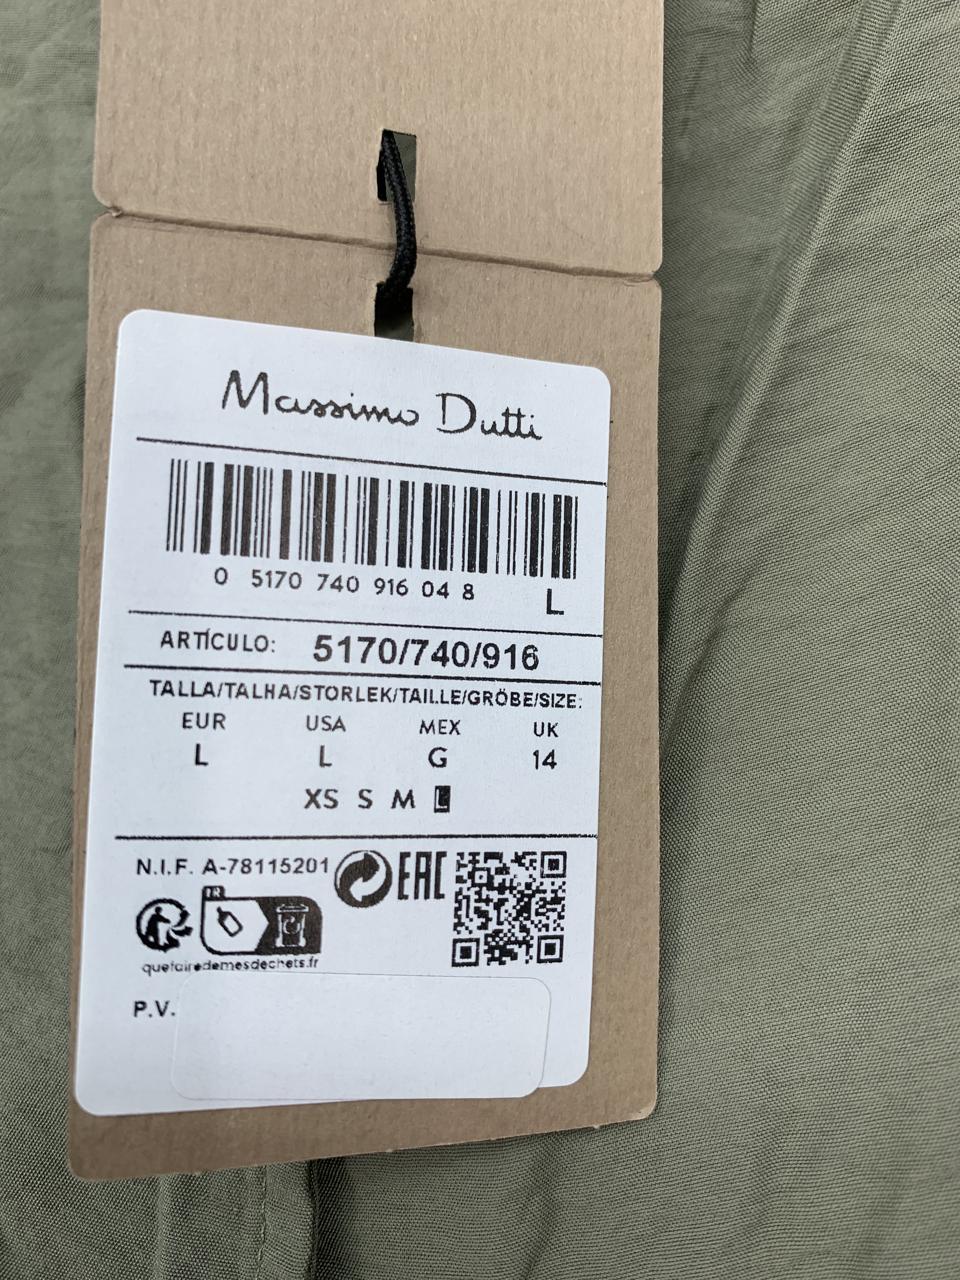 Massimo Dutti
0 5170 740 916 04 8
L
ARTÍCULO: 5170/740/916
TALLA/TALHA/STORLEK/TAILLE/GRÖBE/SIZE:
EUR USA MEX UK
L L G 14
XS S M L
N.I.F. A-78115201 EAC
FR
quefairedemesdechets.fr
P.V.